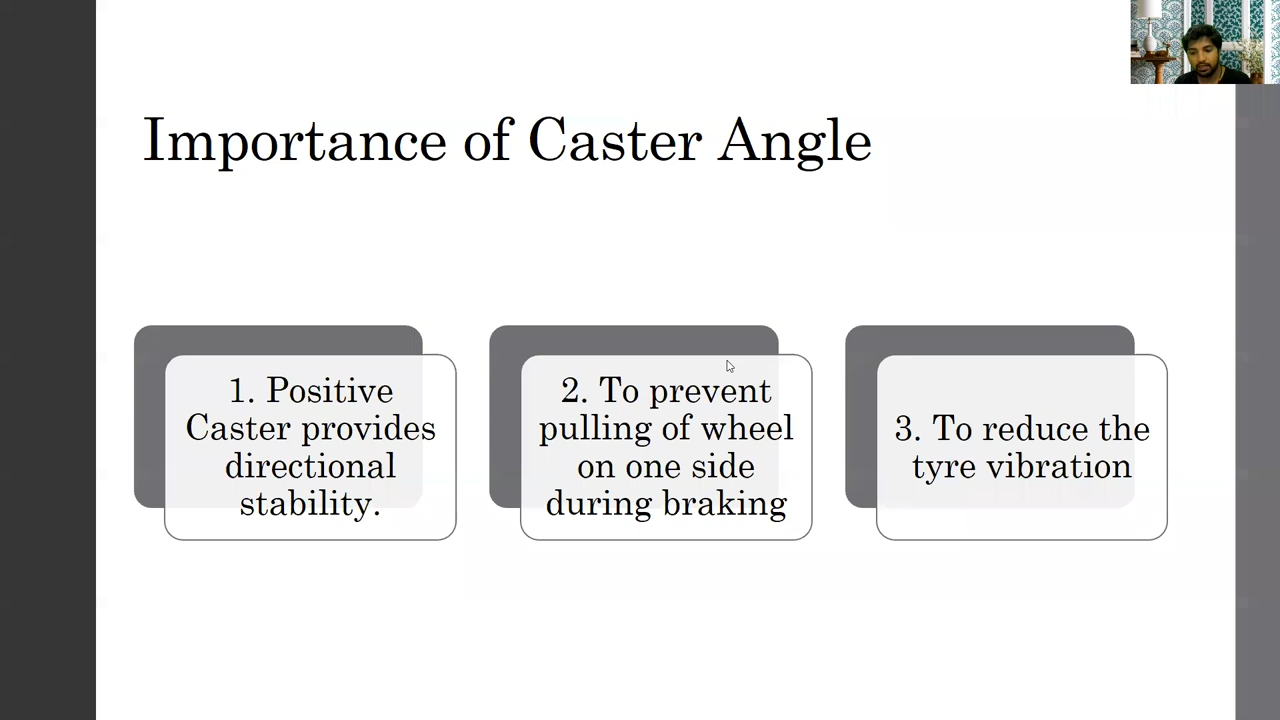 Importance of Caster Angle
1. Positive
Caster provides
directional
stability.
2. To prevent
pulling of wheel
on one side
during braking
3. To reduce the
tyre vibration